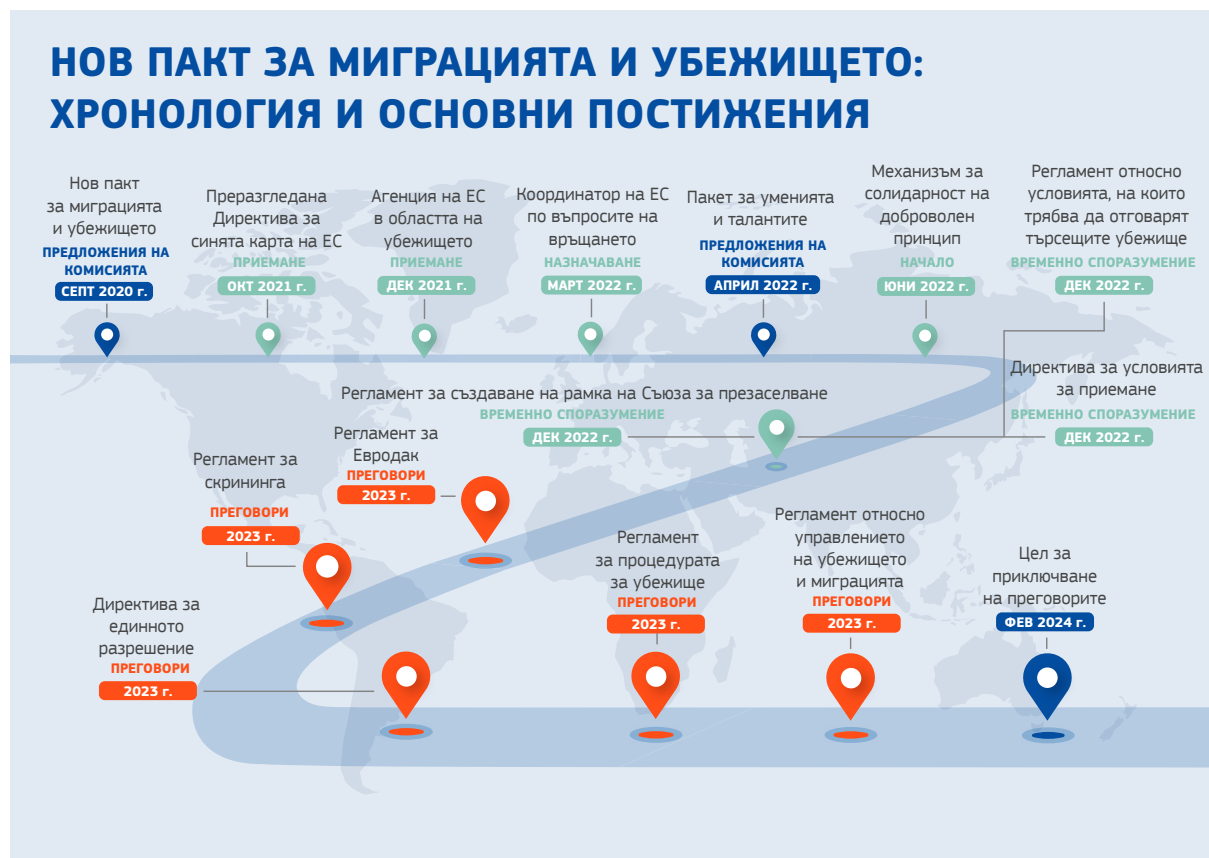 НОВ ПАКТ ЗА МИГРАЦИЯТА И УБЕЖИЩЕТО:
ХРОНОЛОГИЯ И ОСНОВНИ ПОСТИЖЕНИЯ
Нов пакт
за миграцията
и убежището
ПРЕДЛОЖЕНИЯ НА
КОМИСИЯТА
СЕПТ 2020 г.
Преразгледана
Директива за
синята карта на ЕС
ПРИЕМАНЕ
ОКТ 2021 г.
Агенция на ЕС
в областта на
убежището
ПРИЕМАНЕ
ДЕК 2021 г.
Координатор на ЕС
по въпросите на
връщането
НАЗНАЧАВАНЕ
МАРТ 2022 г.
Пакет за уменията
и талантите
ПРЕДЛОЖЕНИЯ НА
КОМИСИЯТА
АПРИЛ 2022 г.
Механизъм за
солидарност на
доброволен
принцип
НАЧАЛО
ЮНИ 2022 г.
Регламент относно
условията, на които
трябва да отговарят
търсещите убежище
ВРЕМЕННО СПОРАЗУМЕНИЕ
ДЕК 2022 г.
Директива за условията
за приемане
ВРЕМЕННО СПОРАЗУМЕНИЕ
ДЕК 2022 г.
Регламент за създаване на рамка на Съюза за презаселване
ВРЕМЕННО СПОРАЗУМЕНИЕ
ДЕК 2022 г.
Регламент за
Евродак
ПРЕГОВОРИ
2023 г.
Регламент за
скрининга
ПРЕГОВОРИ
2023 г.
Директива за
единното
разрешение
ПРЕГОВОРИ
2023 г.
Регламент
за процедурата
за убежище
ПРЕГОВОРИ
2023 г.
Регламент относно
управлението
на убежището
и миграцията
ПРЕГОВОРИ
2023 г.
Цел за
приключване
на преговорите
ФЕВ 2024 г.